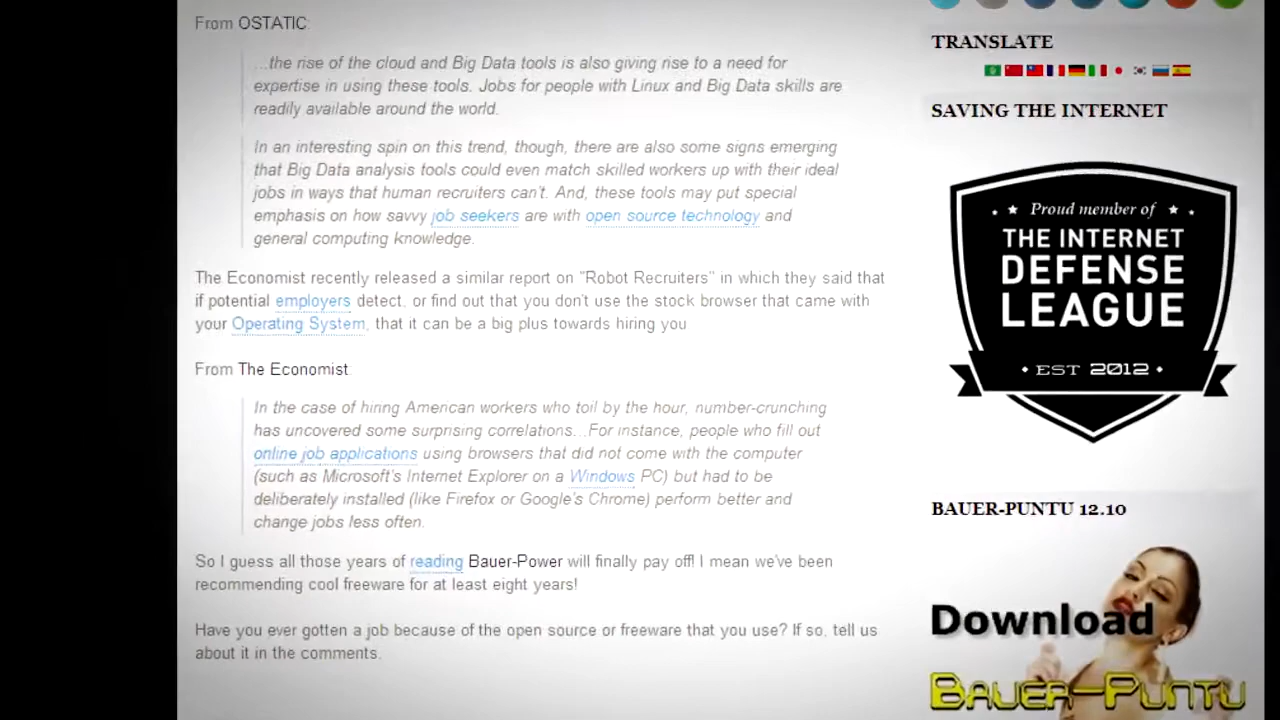 From OSTATIC:
...the rise of the cloud and Big Data tools is also giving rise to a need for
expertise in using these tools. Jobs for people with Linux and Big Data skills are
readily available around the world.
In an interesting spin on this trend, though, there are also some signs emerging
that Big Data analysis tools could even match skilled workers up with their ideal
jobs in ways that human recruiters can't. And, these tools may put special
emphasis on how savvy job seekers are with open source technology and
general computing knowledge.
The Economist recently released a similar report on "Robot Recruiters" in which they said that
if potential employers detect, or find out that you don't use the stock browser that came with
your Operating System, that it can be a big plus towards hiring you
From The Economist:
In the case of hiring American workers who toil by the hour, number-crunching
has uncovered some surprising correlations...For instance, people who fill out
online job applications using browsers that did not come with the computer
(such as Microsoft's Internet Explorer on a Windows PC) but had to be
deliberately installed (like Firefox or Google's Chrome) perform better and
change jobs less often.
So I guess all those years of reading Bauer-Power will finally pay off! I mean we've been
recommending cool freeware for at least eight years!
Have you ever gotten a job because of the open source or freeware that you use? If so, tell us
about it in the comments.
TRANSLATE
SAVING THE INTERNET
Proud member of
THE INTERNET
DEFENSE
LEAGUE
EST 2012
BAUER-PUNTU 12.10
Download
BAUER-PUNTU